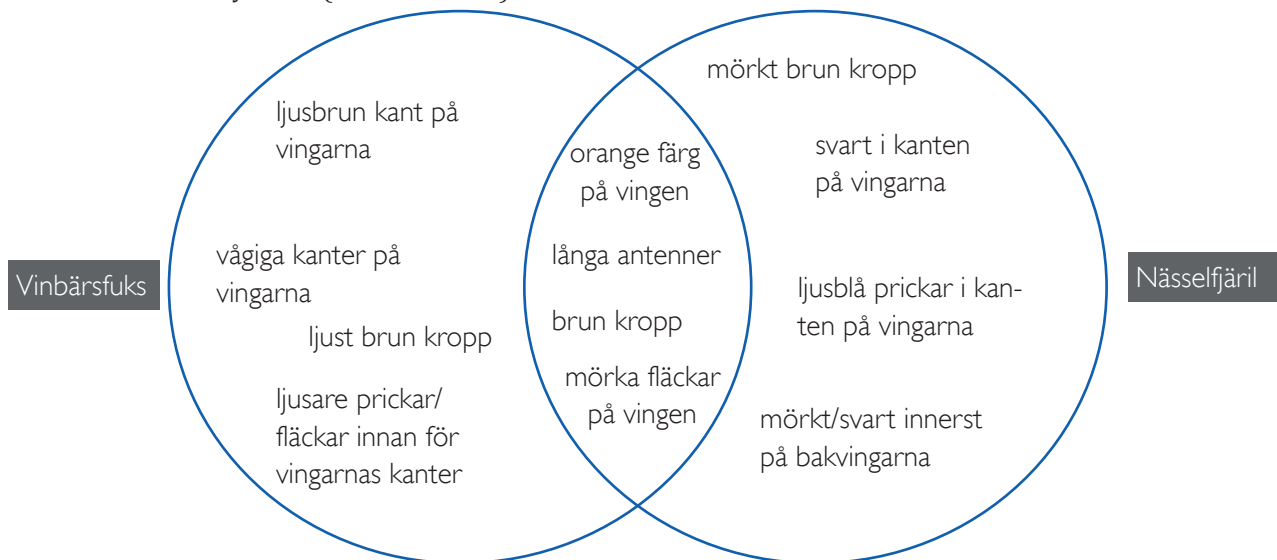 Vinbärsfuks
ljusbrun kant på
vingarna
vågiga kanter på
vingarna
ljust brun kropp
ljusare prickar/
fläckar innan för
vingarnas kanter
orange färg
på vingen
långa antenner
brun kropp
mörka fläckar
på vingen
mörkt brun kropp
svart i kanten
på vingarna
ljusblå prickar i kan-
ten på vingarna
mörkt/svart innerst
på bakvingarna
Nässelfjäril